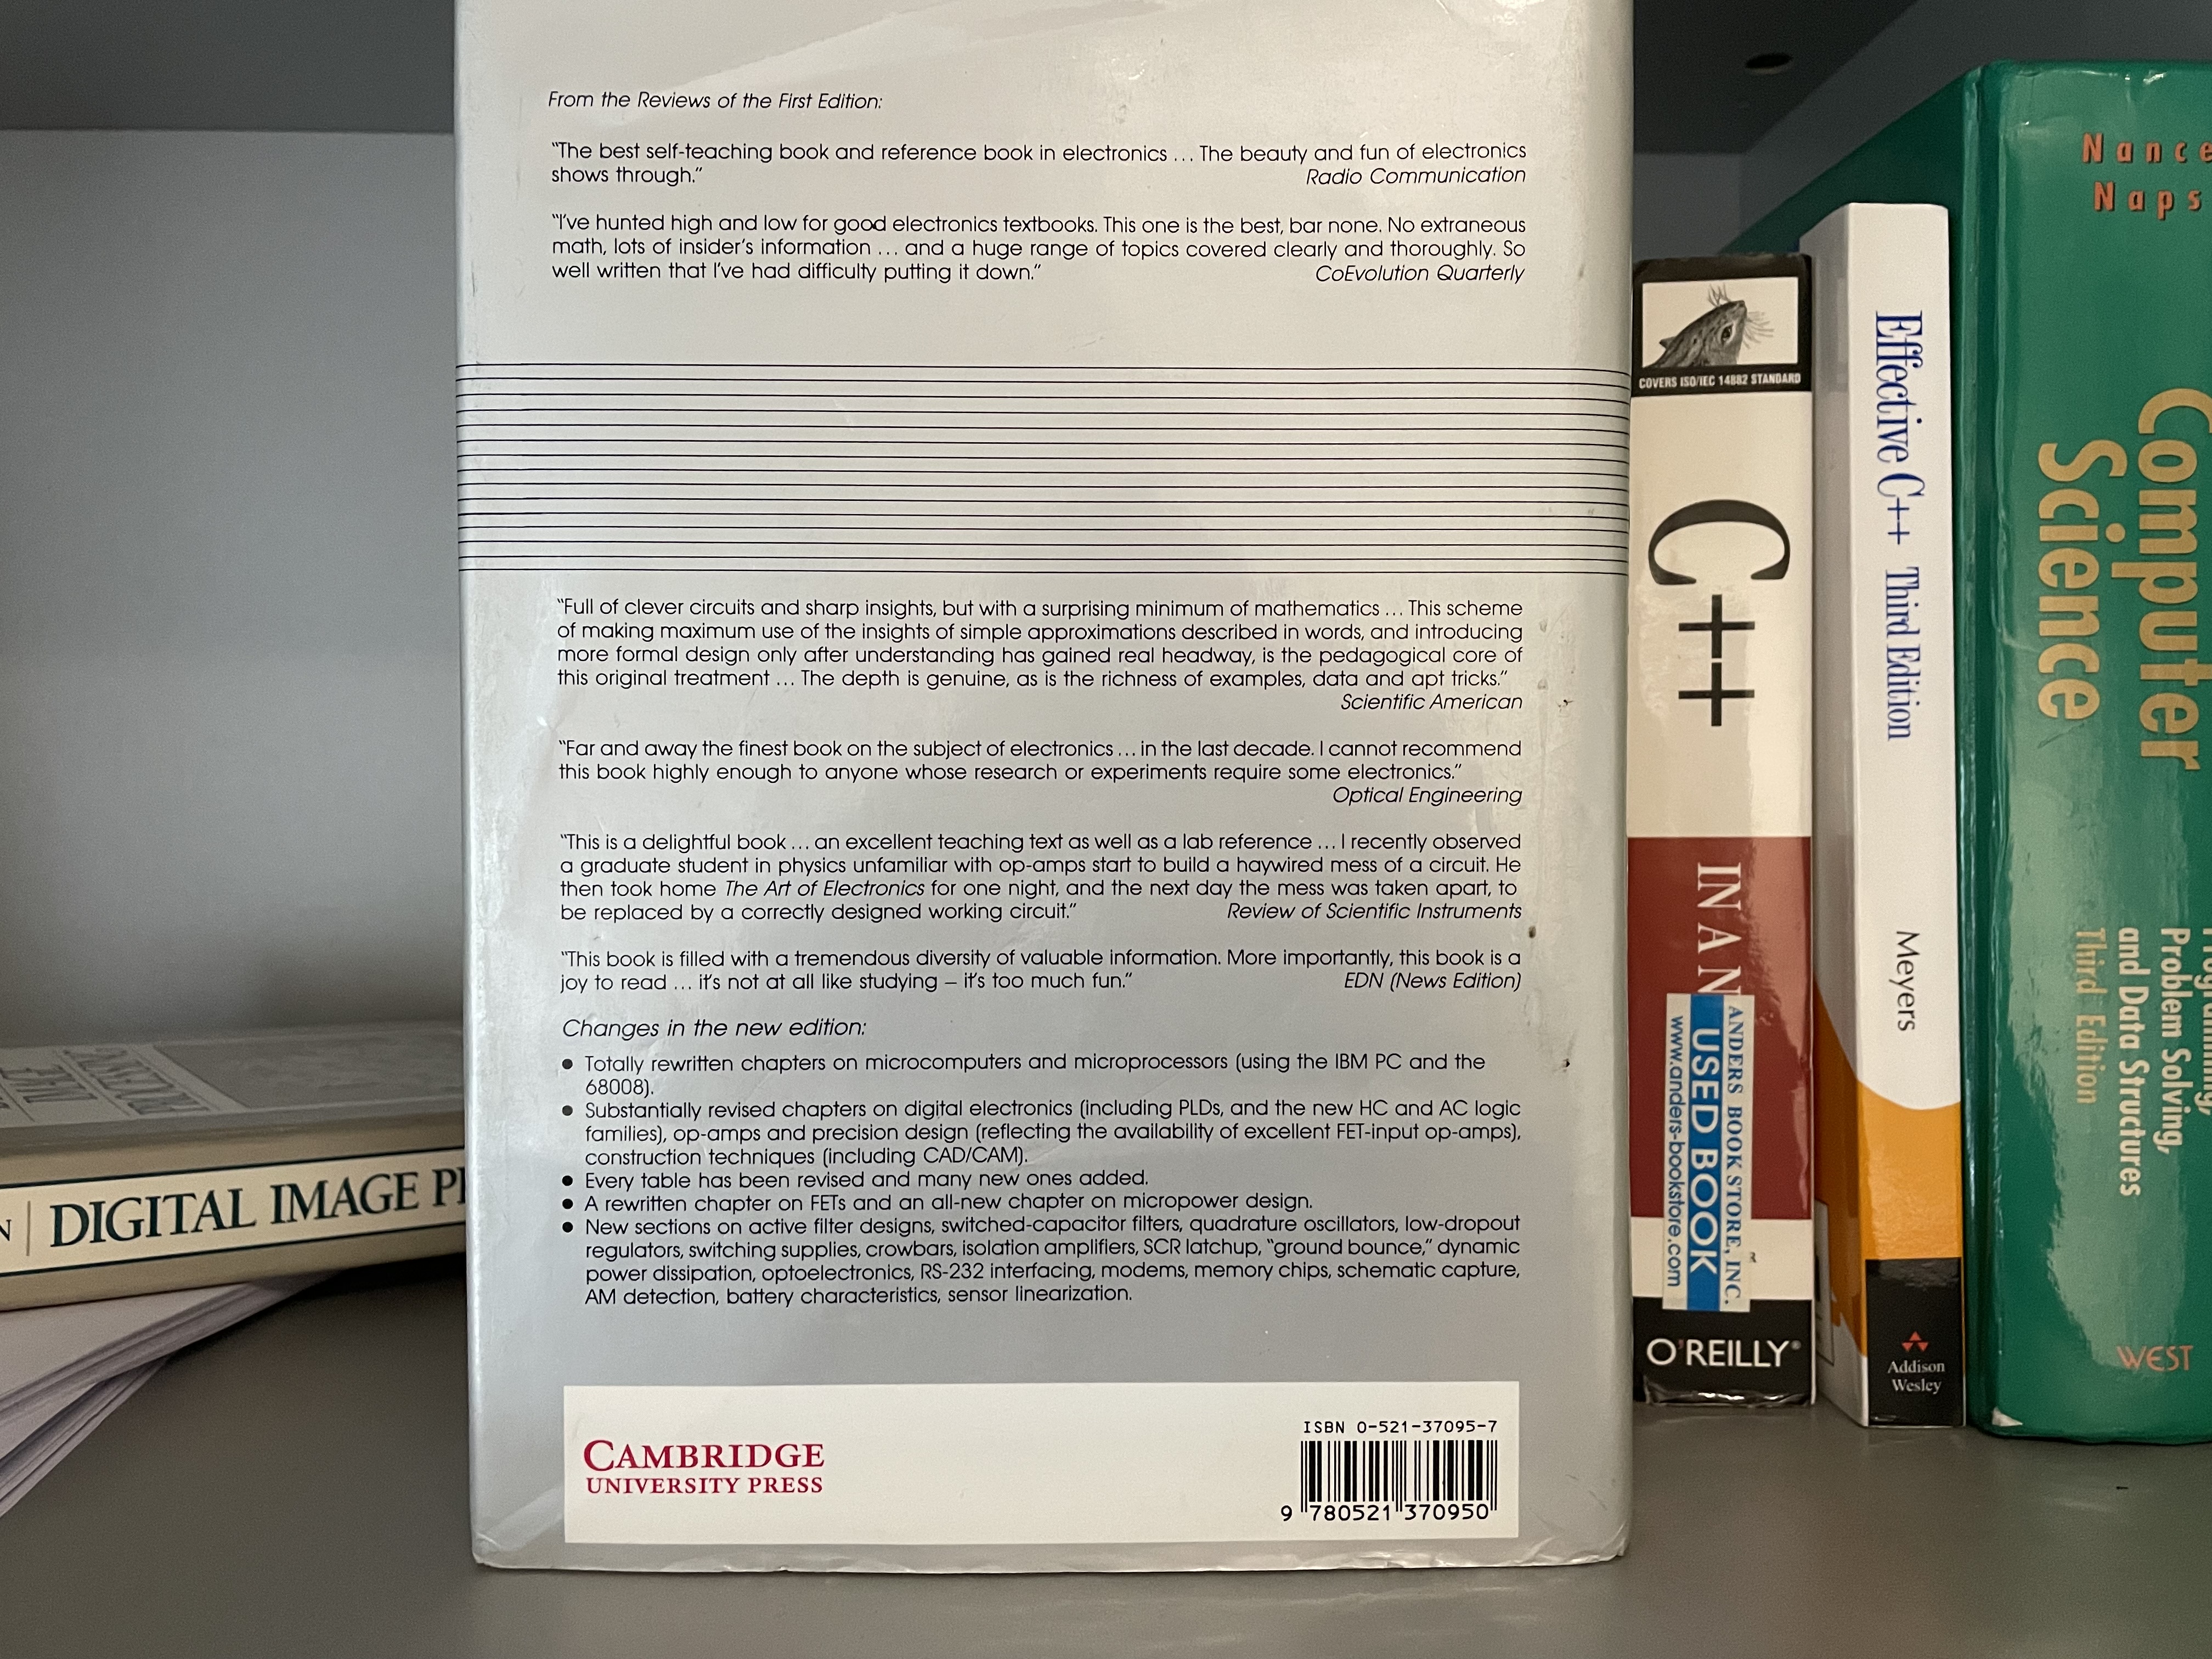 From the Reviews of the First Edition:
“The best self-teaching book and reference book in electronics ... The beauty and fun of electronics
shows through.” Radio Communication
“I’ve hunted high and low for good electronics textbooks. This one is the best, bar none. No extraneous
math, lots of insider’s information ... and a huge range of topics covered clearly and thoroughly. So
well written that I’ve had difficulty putting it down.” CoEvolution Quarterly
“Full of clever circuits and sharp insights, but with a surprising minimum of mathematics ... This scheme
of making maximum use of the insights of simple approximations described in words, and introducing
more formal design only after understanding has gained real headway, is the pedagogical core of
this original treatment ... The depth is genuine, as is the richness of examples, data and apt tricks.”
Scientific American
“Far and away the finest book on the subject of electronics ... in the last decade. I cannot recommend
this book highly enough to anyone whose research or experiments require some electronics.”
Optical Engineering
“This is a delightful book ... an excellent teaching text as well as a lab reference ... I recently observed
a graduate student in physics unfamiliar with op-amps start to build a haywired mess of a circuit. He
then took home The Art of Electronics for one night, and the next day the mess was taken apart, to
be replaced by a correctly designed working circuit.” Review of Scientific Instruments
“This book is filled with a tremendous diversity of valuable information. More importantly, this book is a
joy to read ... it’s not at all like studying – it’s too much fun.” EDN (News Edition)
Changes in the new edition:
● Totally rewritten chapters on microcomputers and microprocessors (using the IBM PC and the
68008).
● Substantially revised chapters on digital electronics (including PLDs, and the new HC and AC logic
families), op-amps and precision design (reflecting the availability of excellent FET-input op-amps),
construction techniques (including CAD/CAM).
● Every table has been revised and many new ones added.
● A rewritten chapter on FETs and an all-new chapter on micropower design.
● New sections on active filter designs, switched-capacitor filters, quadrature oscillators, low-dropout
regulators, switching supplies, crowbars, isolation amplifiers, SCR latchup, “ground bounce,” dynamic
power dissipation, optoelectronics, RS-232 interfacing, modems, memory chips, schematic capture,
AM detection, battery characteristics, sensor linearization.
CAMBRIDGE
UNIVERSITY PRESS
ISBN 0-521-37095-7
9 780521 370950
DIGITAL IMAGE
COVERS ISO/IEC 14882 STANDARD
C++
IN A N
ANDERS BOOK STORE, INC.
USED BOOK
www.anders-bookstore.com
O'REILLY®
Effective C++ Third Edition
Meyers
Addison
Wesley
Nance
Naps
Computer
Science
Problem Solving,
and Data Structures
Third Edition
WEST